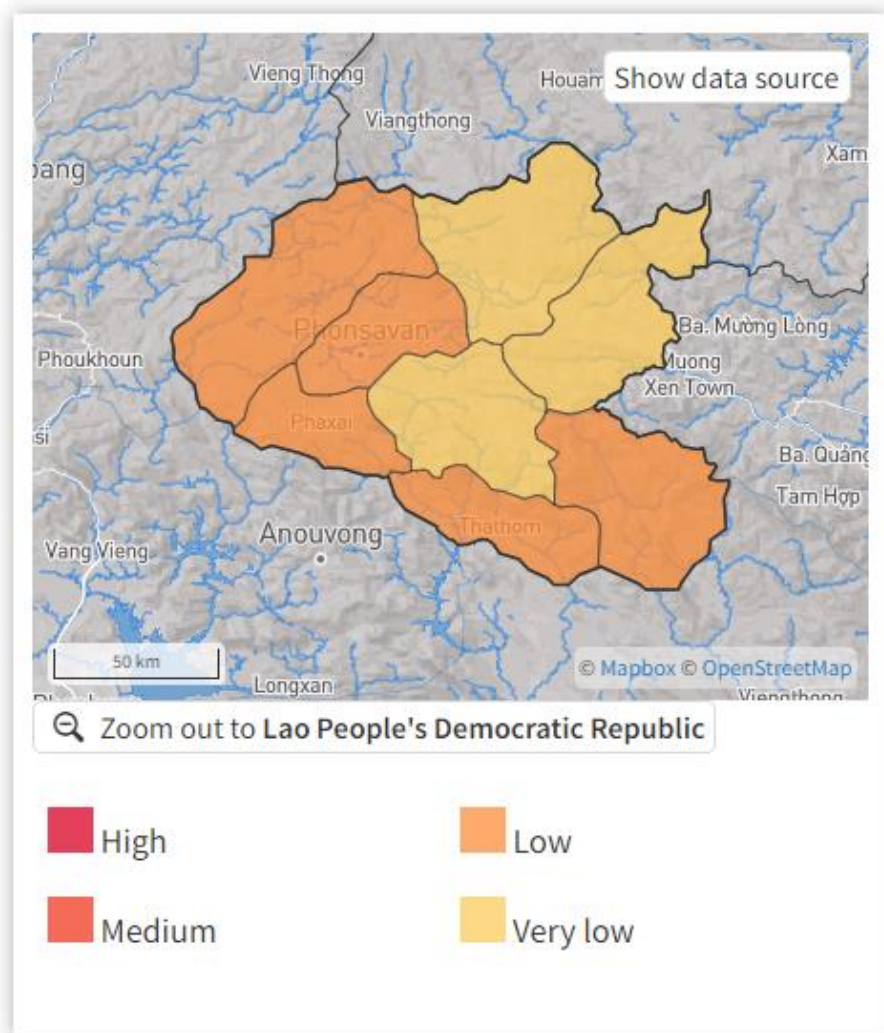 Vieng Thong
Houam
Show data source
Viangthong
Xam
bang
Phonsavan
Ba. Mường Lòng
Phoukhoun
Muong
Xen Town
Phaxai
si
Ba. Quảng
Tam Hợp
Thathom
Anouvong
Vang Vieng
50 km
© Mapbox © OpenStreetMap
Longxan
Viengthong
Zoom out to Lao People's Democratic Republic
High
Low
Medium
Very low